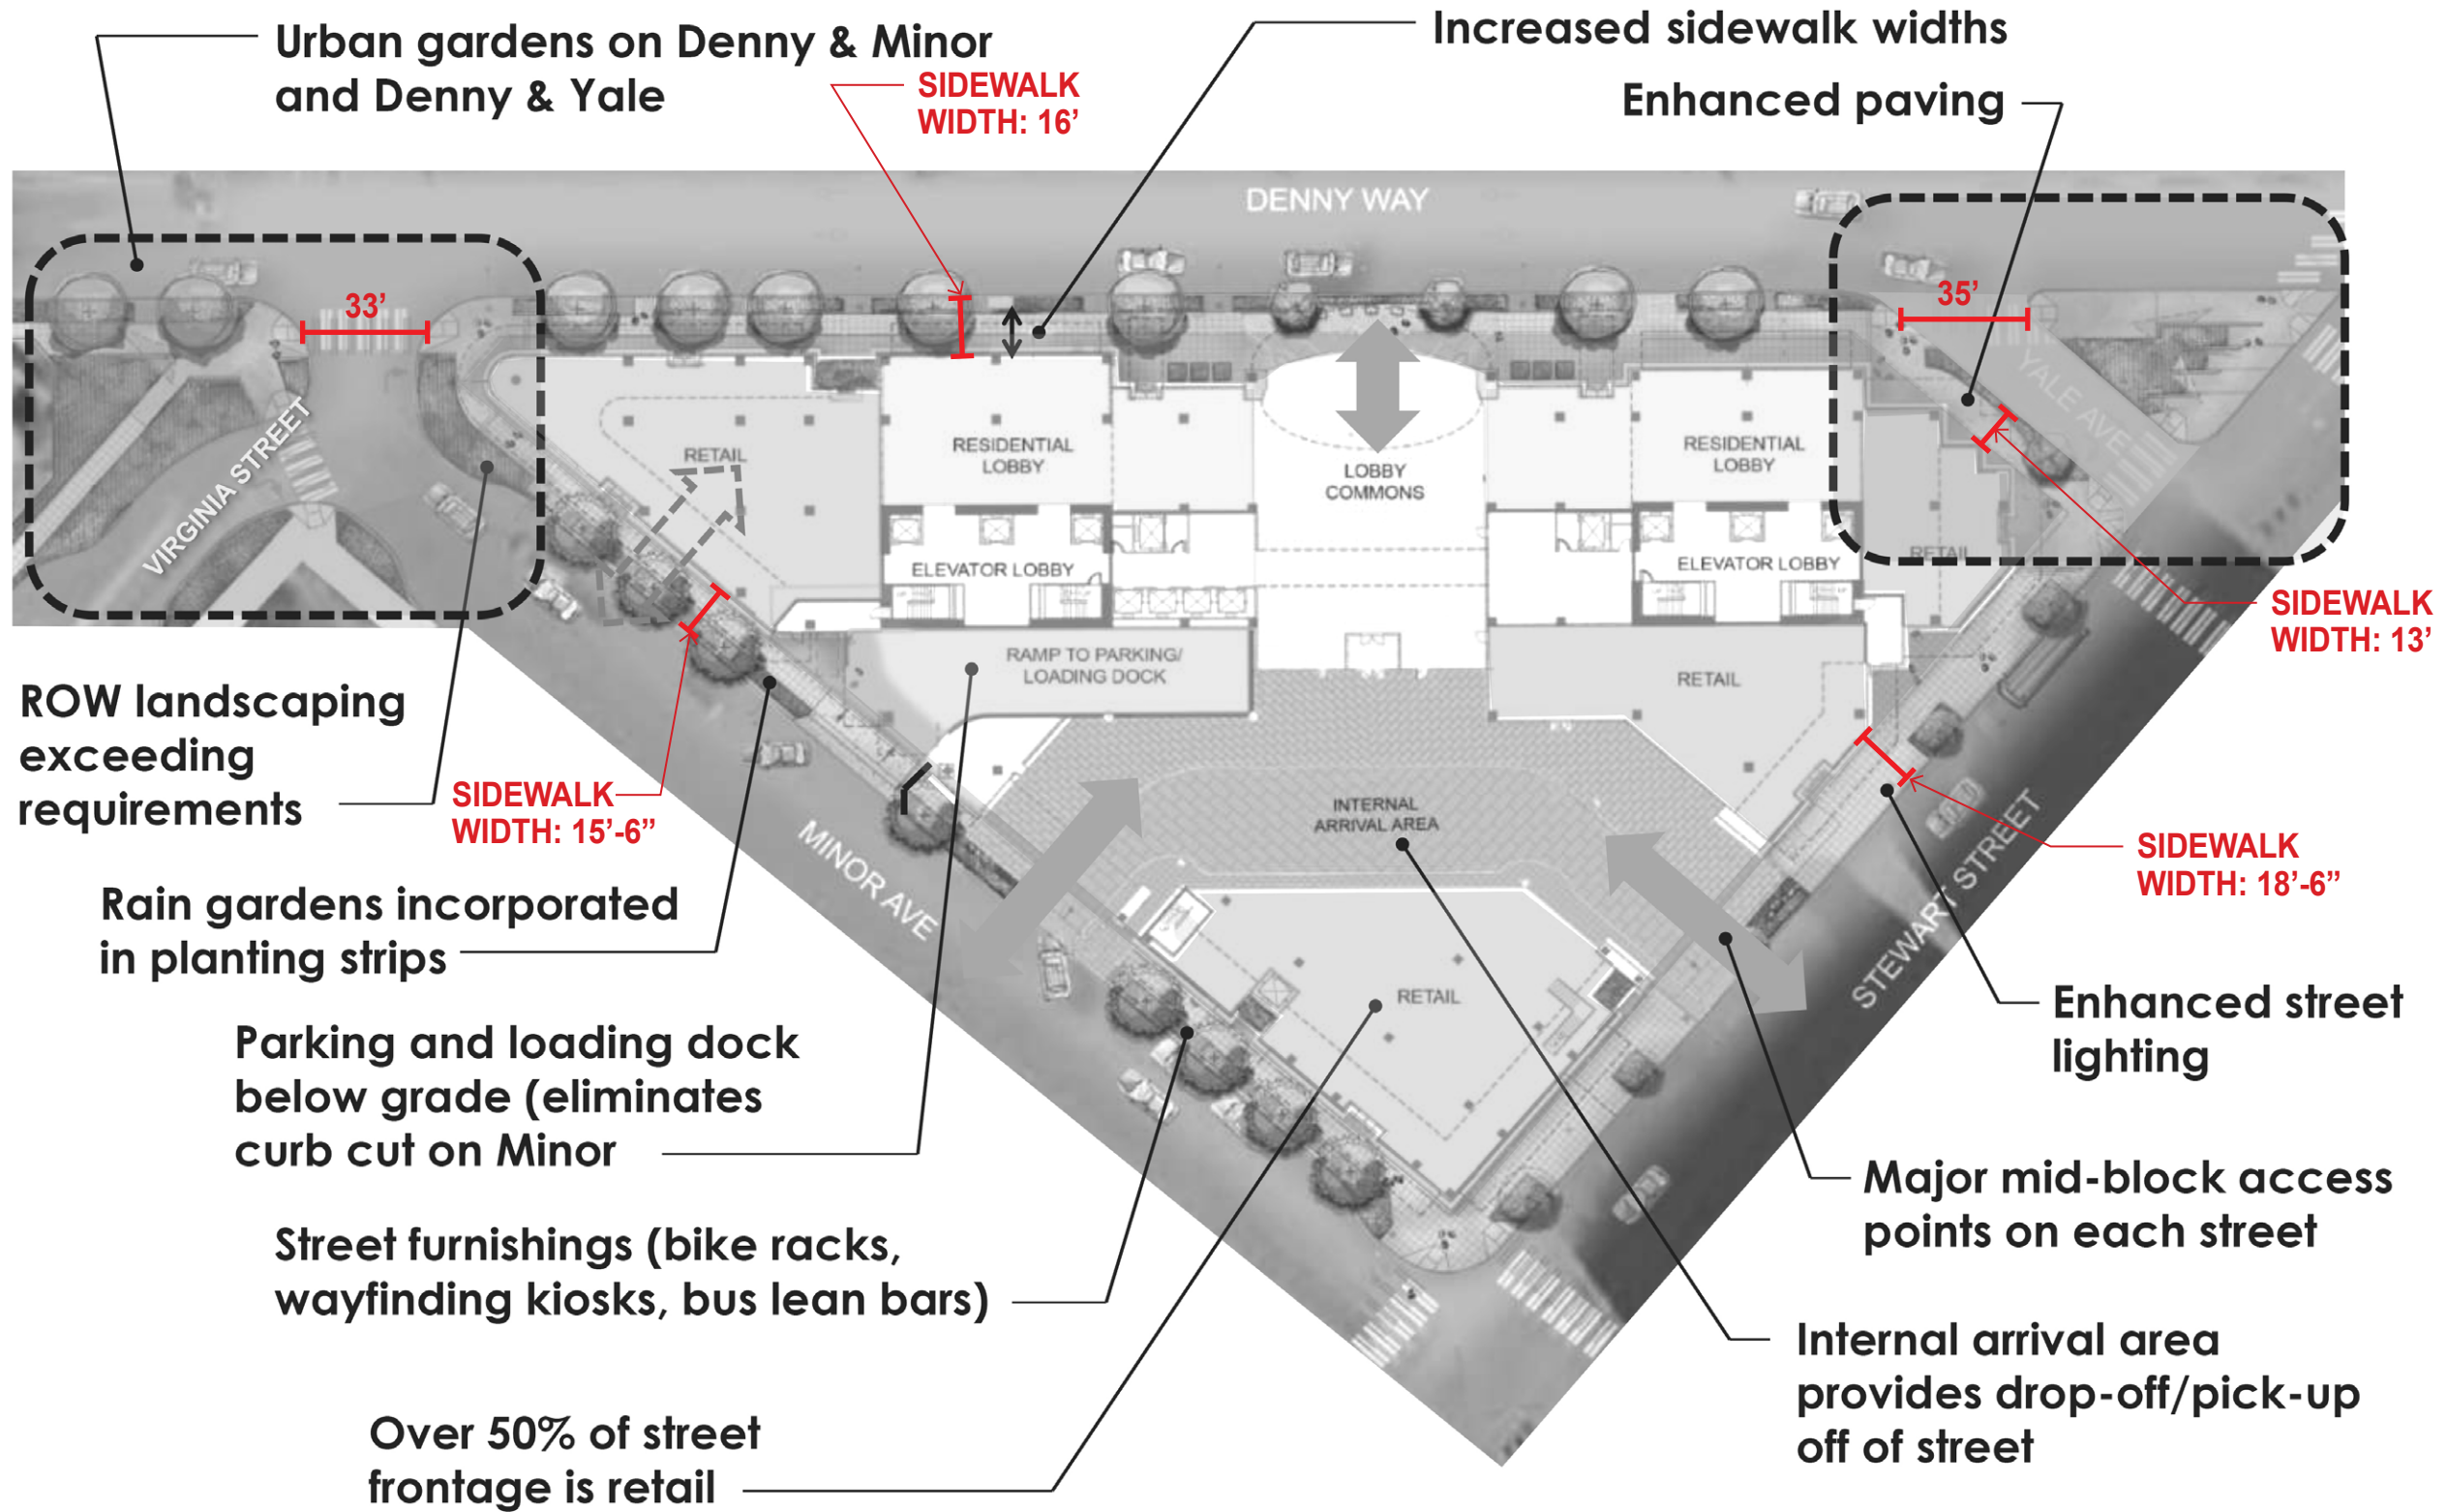 Urban gardens on Denny & Minor
and Denny & Yale
SIDEWALK
WIDTH: 16’
Increased sidewalk widths
Enhanced paving
DENNY WAY
33’
35’
YALE AVE
VIRGINIA STREET
RETAIL
RESIDENTIAL
LOBBY
LOBBY
COMMONS
RESIDENTIAL
LOBBY
ELEVATOR LOBBY
ELEVATOR LOBBY
RETAIL
SIDEWALK
WIDTH: 13’
RAMP TO PARKING/
LOADING DOCK
RETAIL
ROW landscaping
exceeding
requirements
SIDEWALK
WIDTH: 15’-6”
INTERNAL
ARRIVAL AREA
MINOR AVE
STEWART STREET
SIDEWALK
WIDTH: 18’-6”
Rain gardens incorporated
in planting strips
RETAIL
Enhanced street
lighting
Parking and loading dock
below grade (eliminates
curb cut on Minor
Major mid-block access
points on each street
Street furnishings (bike racks,
wayfinding kiosks, bus lean bars)
Internal arrival area
provides drop-off/pick-up
off of street
Over 50% of street
frontage is retail